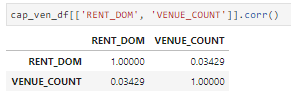 cap_ven_df[['RENT_DOM', 'VENUE_COUNT']].corr()
RENT_DOM VENUE_COUNT
RENT_DOM 1.00000 0.03429
VENUE_COUNT 0.03429 1.00000